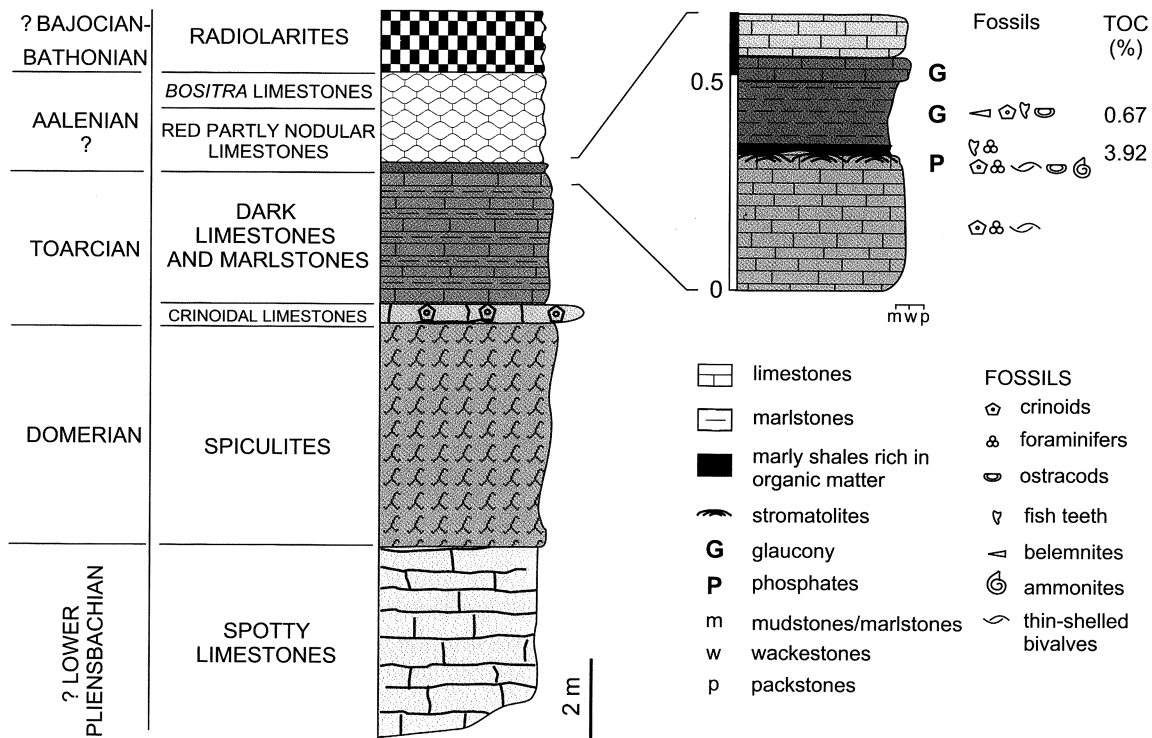 ? BAJOCIAN-
BATHONIAN
AALENIAN
?
TOARCIAN
DOMERIAN
? LOWER
PLIENSBACHIAN
RADIOLARITES
BOSITRA LIMESTONES
RED PARTLY NODULAR
LIMESTONES
DARK
LIMESTONES
AND MARLSTONES
CRINOIDAL LIMESTONES
SPICULITES
SPOTTY
LIMESTONES
2 m
0.5
0
m w p
Fossils
TOC
(%)
G
G
0.67
P
3.92
limestones
marlstones
marly shales rich in
organic matter
stromatolites
G glaucony
P phosphates
m mudstones/marlstones
w wackestones
p packstones
FOSSILS
crinoids
foraminifers
ostracods
fish teeth
belemnites
ammonites
thin-shelled
bivalves